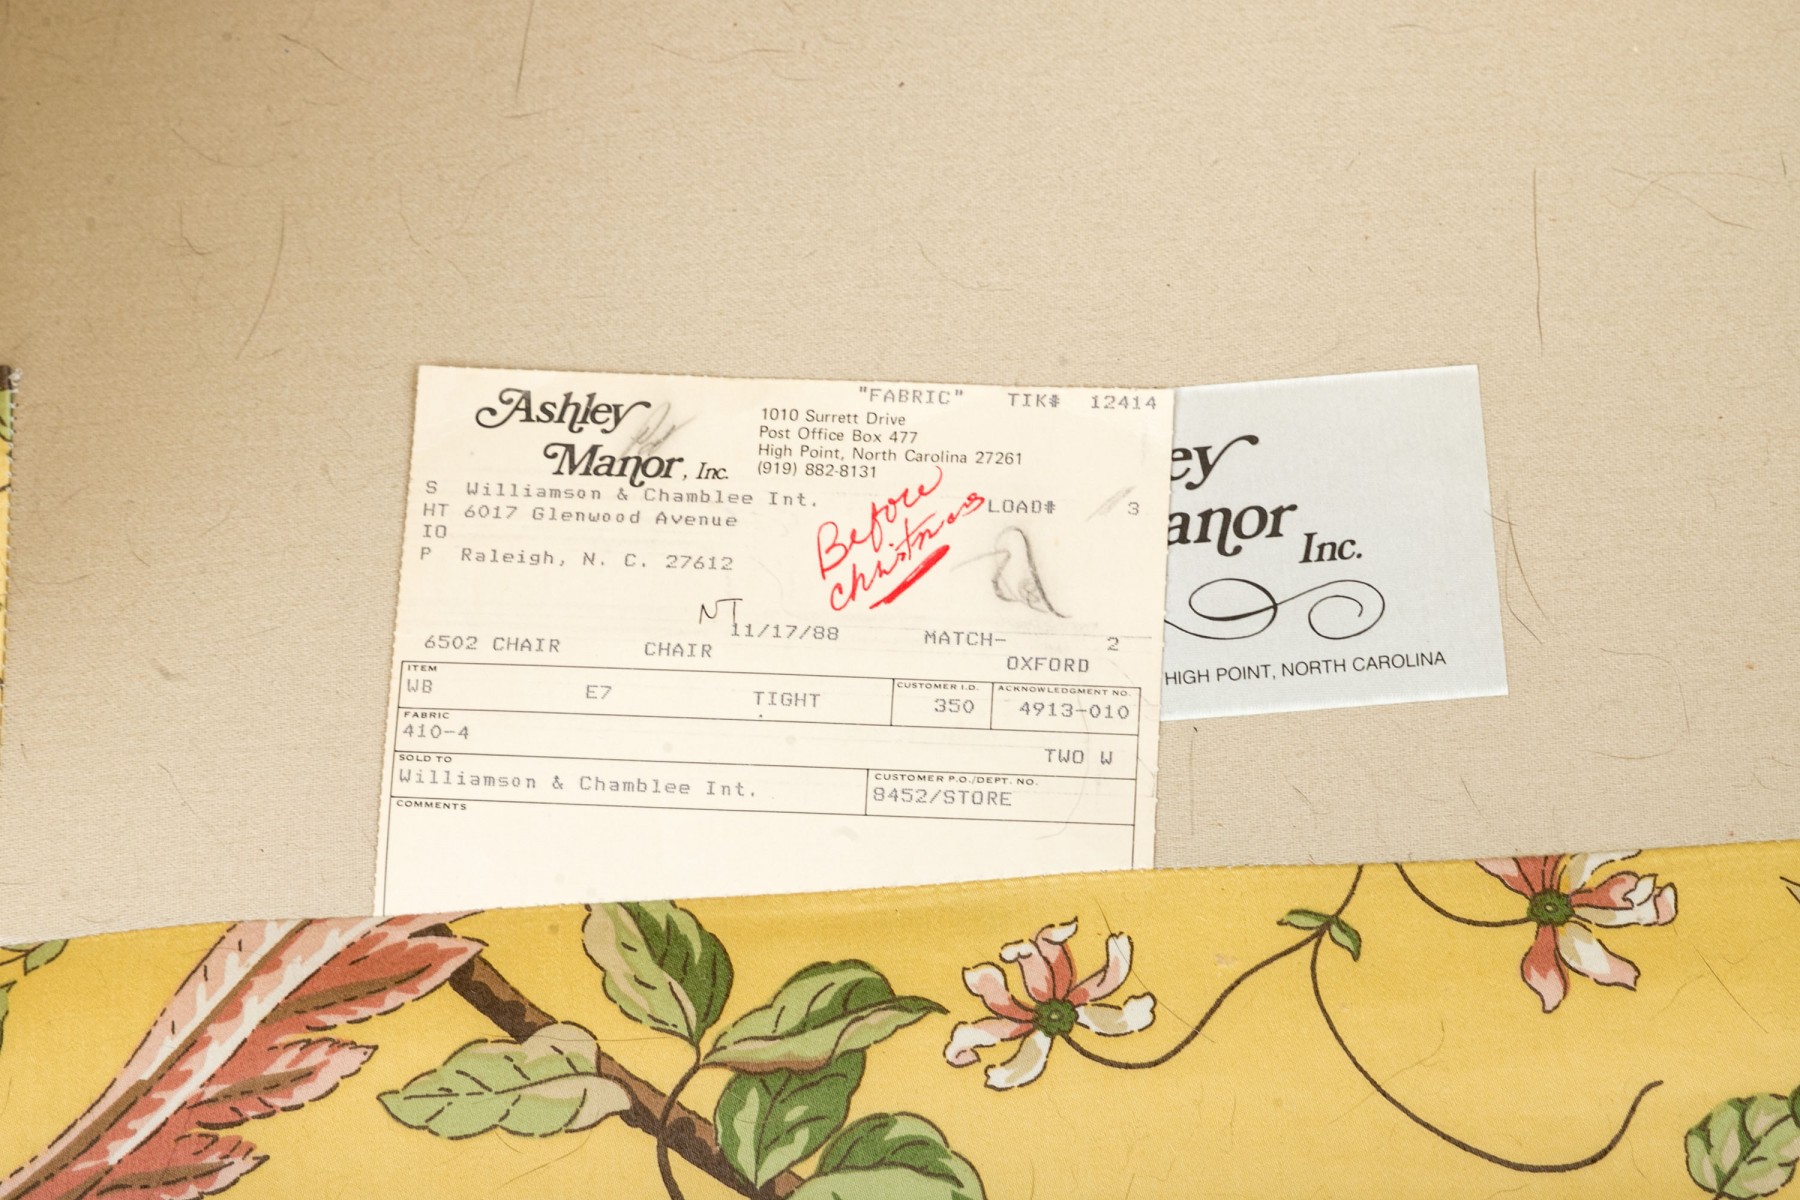 "FABRIC" TIK# 12414
Ashley
Manor, Inc.
1010 Surrett Drive
Post Office Box 477
High Point, North Carolina 27261
(919) 882-8131
S Williamson & Chamblee Int.
HT 6017 Glenwood Avenue
IO
P Raleigh, N. C. 27612
Before
Christmas
LOAD# 3
NT
11/17/88 MATCH- 2
6502 CHAIR CHAIR OXFORD
ITEM
WB E7 TIGHT
CUSTOMER I.D.
350
ACKNOWLEDGMENT NO.
4913-010
FABRIC
410-4 TWO W
SOLD TO
Williamson & Chamblee Int.
CUSTOMER P.O./DEPT. NO.
8452/STORE
COMMENTS
ey
anor Inc.
HIGH POINT, NORTH CAROLINA